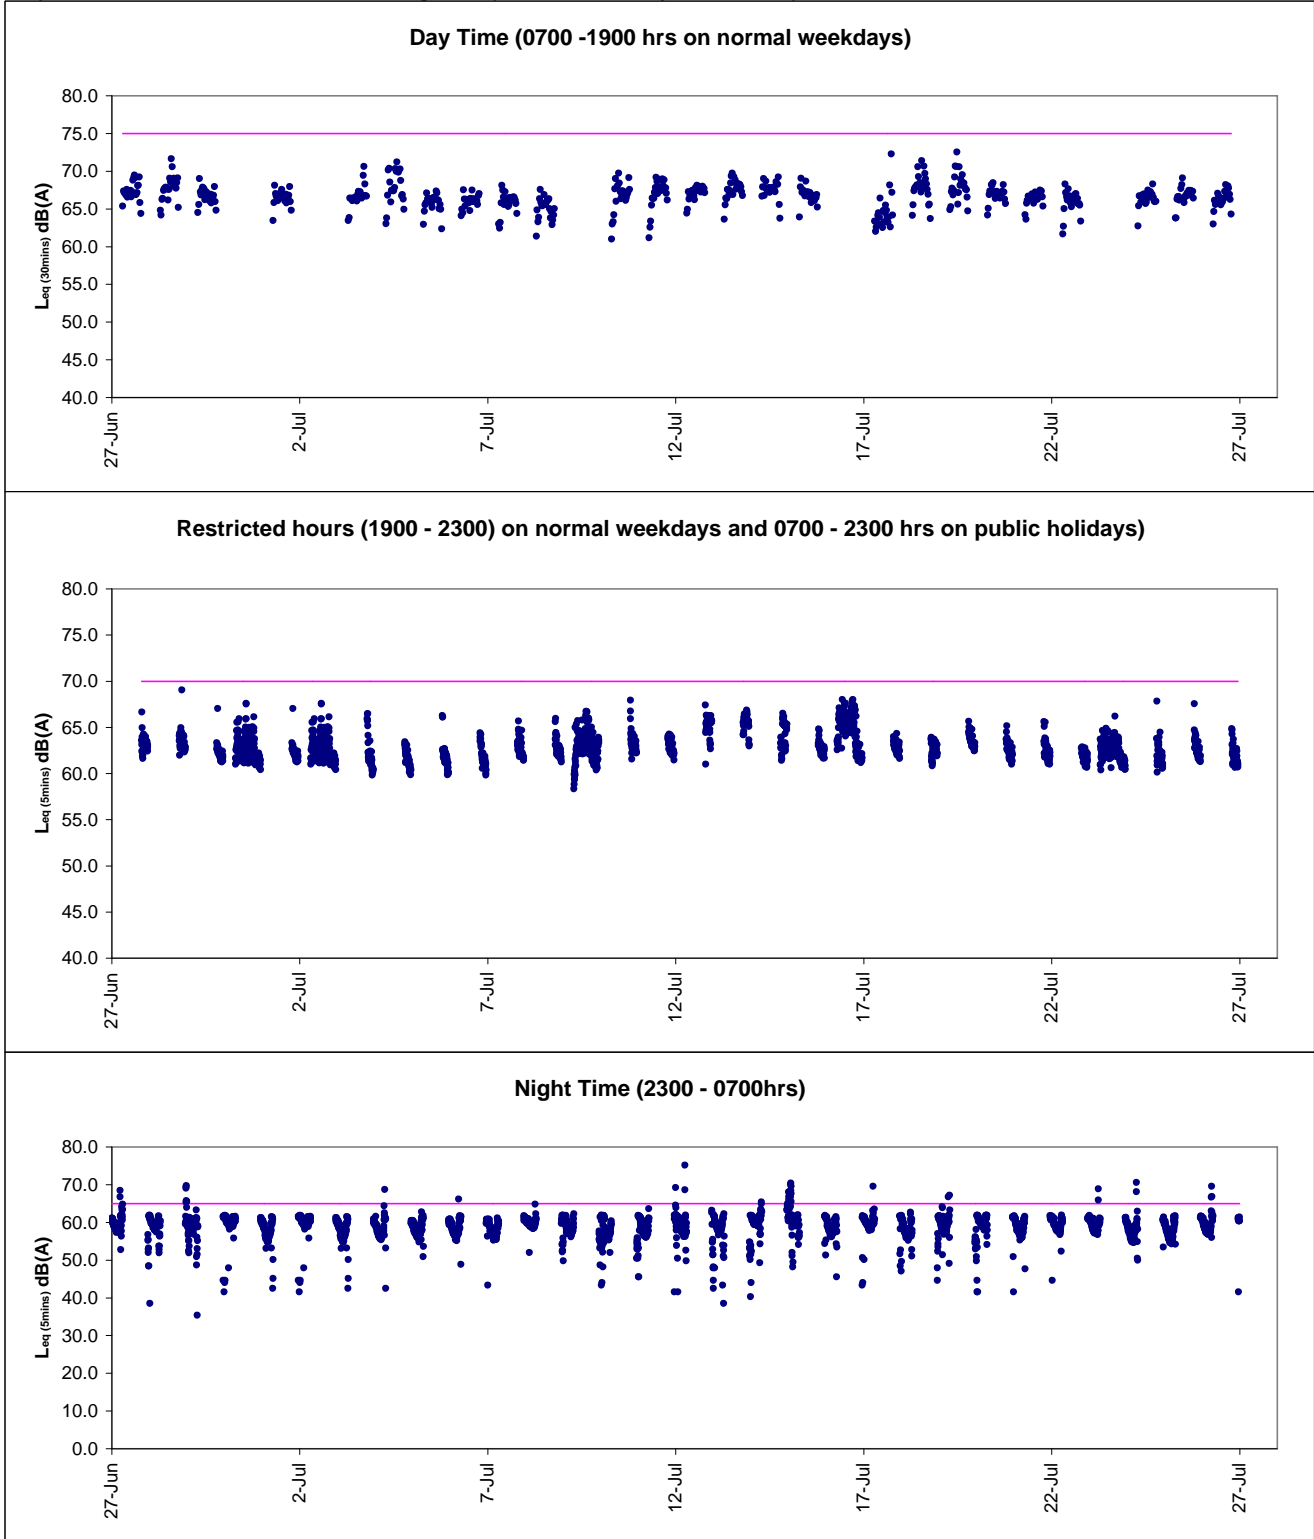 Day Time (0700 -1900 hrs on normal weekdays)
80.0
75.0
70.0
65.0
60.0
55.0
50.0
45.0
40.0
Leq (30mins) dB(A)
27-Jun
2-Jul
7-Jul
12-Jul
17-Jul
22-Jul
27-Jul
Restricted hours (1900 - 2300) on normal weekdays and 0700 - 2300 hrs on public holidays)
80.0
75.0
70.0
65.0
60.0
55.0
50.0
45.0
40.0
Leq (5mins) dB(A)
27-Jun
2-Jul
7-Jul
12-Jul
17-Jul
22-Jul
27-Jul
Night Time (2300 - 0700hrs)
80.0
70.0
60.0
50.0
40.0
30.0
20.0
10.0
0.0
Leq (5mins) dB(A)
27-Jun
2-Jul
7-Jul
12-Jul
17-Jul
22-Jul
27-Jul